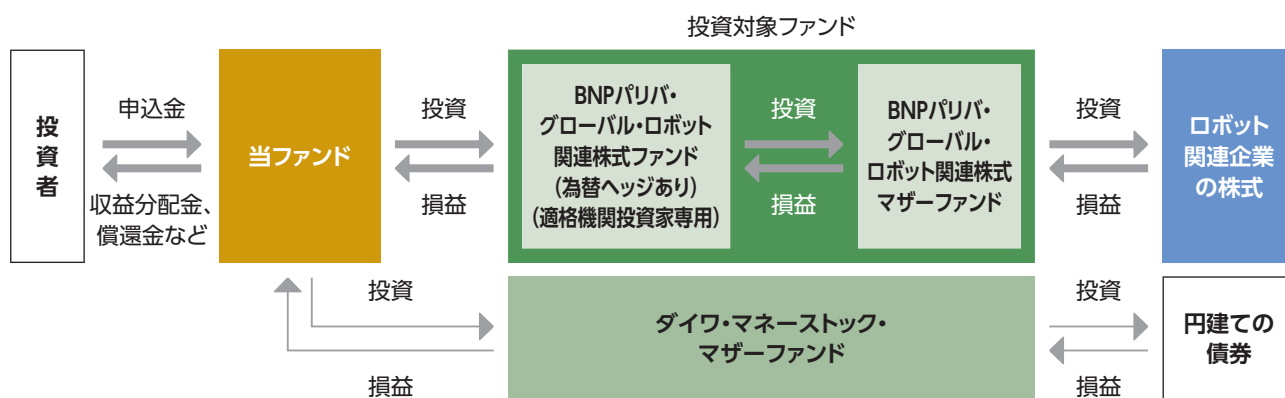 投資対象ファンド
投資者
申込金
収益分配金、
償還金など
当ファンド
投資
損益
BNPパリバ・
グローバル・ロボット
関連株式ファンド
(為替ヘッジあり)
(適格機関投資家専用)
投資
損益
BNPパリバ・
グローバル・
ロボット関連株式
マザーファンド
投資
損益
ロボット
関連企業
の株式
投資
損益
ダイワ・マネーストック・
マザーファンド
投資
損益
円建ての
債券